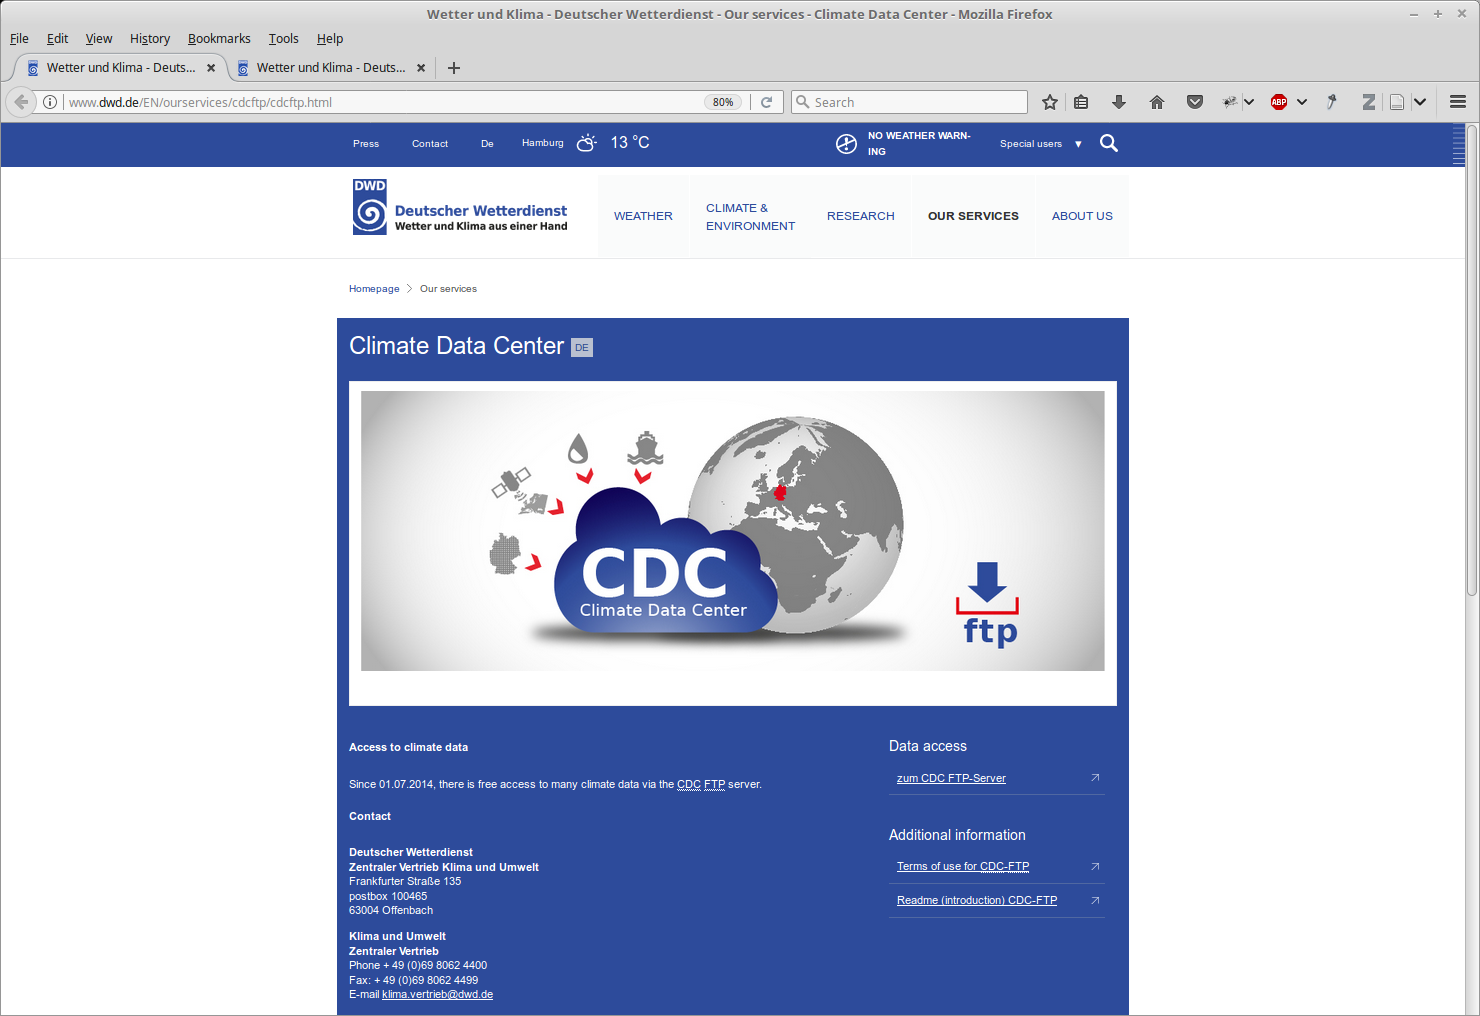 Wetter und Klima - Deutscher Wetterdienst - Our services - Climate Data Center - Mozilla Firefox
File Edit View History Bookmarks Tools Help
Wetter und Klima - Deuts... Wetter und Klima - Deuts...
www.dwd.de/EN/ourservices/cdcftp/cdcftp.html 80% Search ABP
Press Contact De Hamburg 13 °C
NO WEATHER WARN-
ING
Special users
DWD
Deutscher Wetterdienst
Wetter und Klima aus einer Hand
WEATHER
CLIMATE &
ENVIRONMENT
RESEARCH
OUR SERVICES
ABOUT US
Homepage Our services
Climate Data Center DE
CDC
Climate Data Center
ftp
Access to climate data
Since 01.07.2014, there is free access to many climate data via the CDC FTP server.
Contact
Deutscher Wetterdienst
Zentraler Vertrieb Klima und Umwelt
Frankfurter Straße 135
postbox 100465
63004 Offenbach
Klima und Umwelt
Zentraler Vertrieb
Phone + 49 (0)69 8062 4400
Fax: + 49 (0)69 8062 4499
E-mail klima.vertrieb@dwd.de
Data access
zum CDC FTP-Server
Additional information
Terms of use for CDC-FTP
Readme (introduction) CDC-FTP